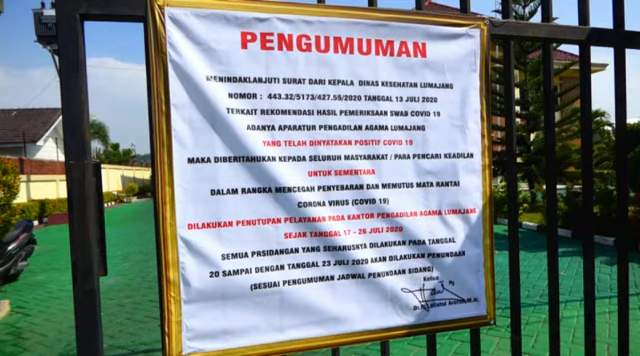 PENGUMUMAN
MENINDAKLANJUTI SURAT DARI KEPALA DINAS KESEHATAN LUMAJANG
NOMOR : 443.32/5173/427.55/2020 TANGGAL 13 JULI 2020
TERKAIT REKOMENDASI HASIL PEMERIKSAAN SWAB COVID 19
ADANYA APARATUR PENGADILAN AGAMA LUMAJANG
YANG TELAH DINYATAKAN POSITIF COVID 19
MAKA DIBERITAHUKAN KEPADA SELURUH MASYARAKAT / PARA PENCARI KEADILAN
UNTUK SEMENTARA
DALAM RANGKA MENCEGAH PENYEBARAN DAN MEMUTUS MATA RANTAI
CORONA VIRUS (COVID 19)
DILAKUKAN PENUTUPAN PELAYANAN PADA KANTOR PENGADILAN AGAMA LUMAJANG
SEJAK TANGGAL 17 - 26 JULI 2020
SEMUA PRSIDANGAN YANG SEHARUSNYA DILAKUKAN PADA TANGGAL
20 SAMPAI DENGAN TANGGAL 23 JULI 2020 AKAN DILAKUKAN PENUNDAAN
(SESUAI PENGUMUMAN JADWAL PENUNDAAN SIDANG)
Ketua